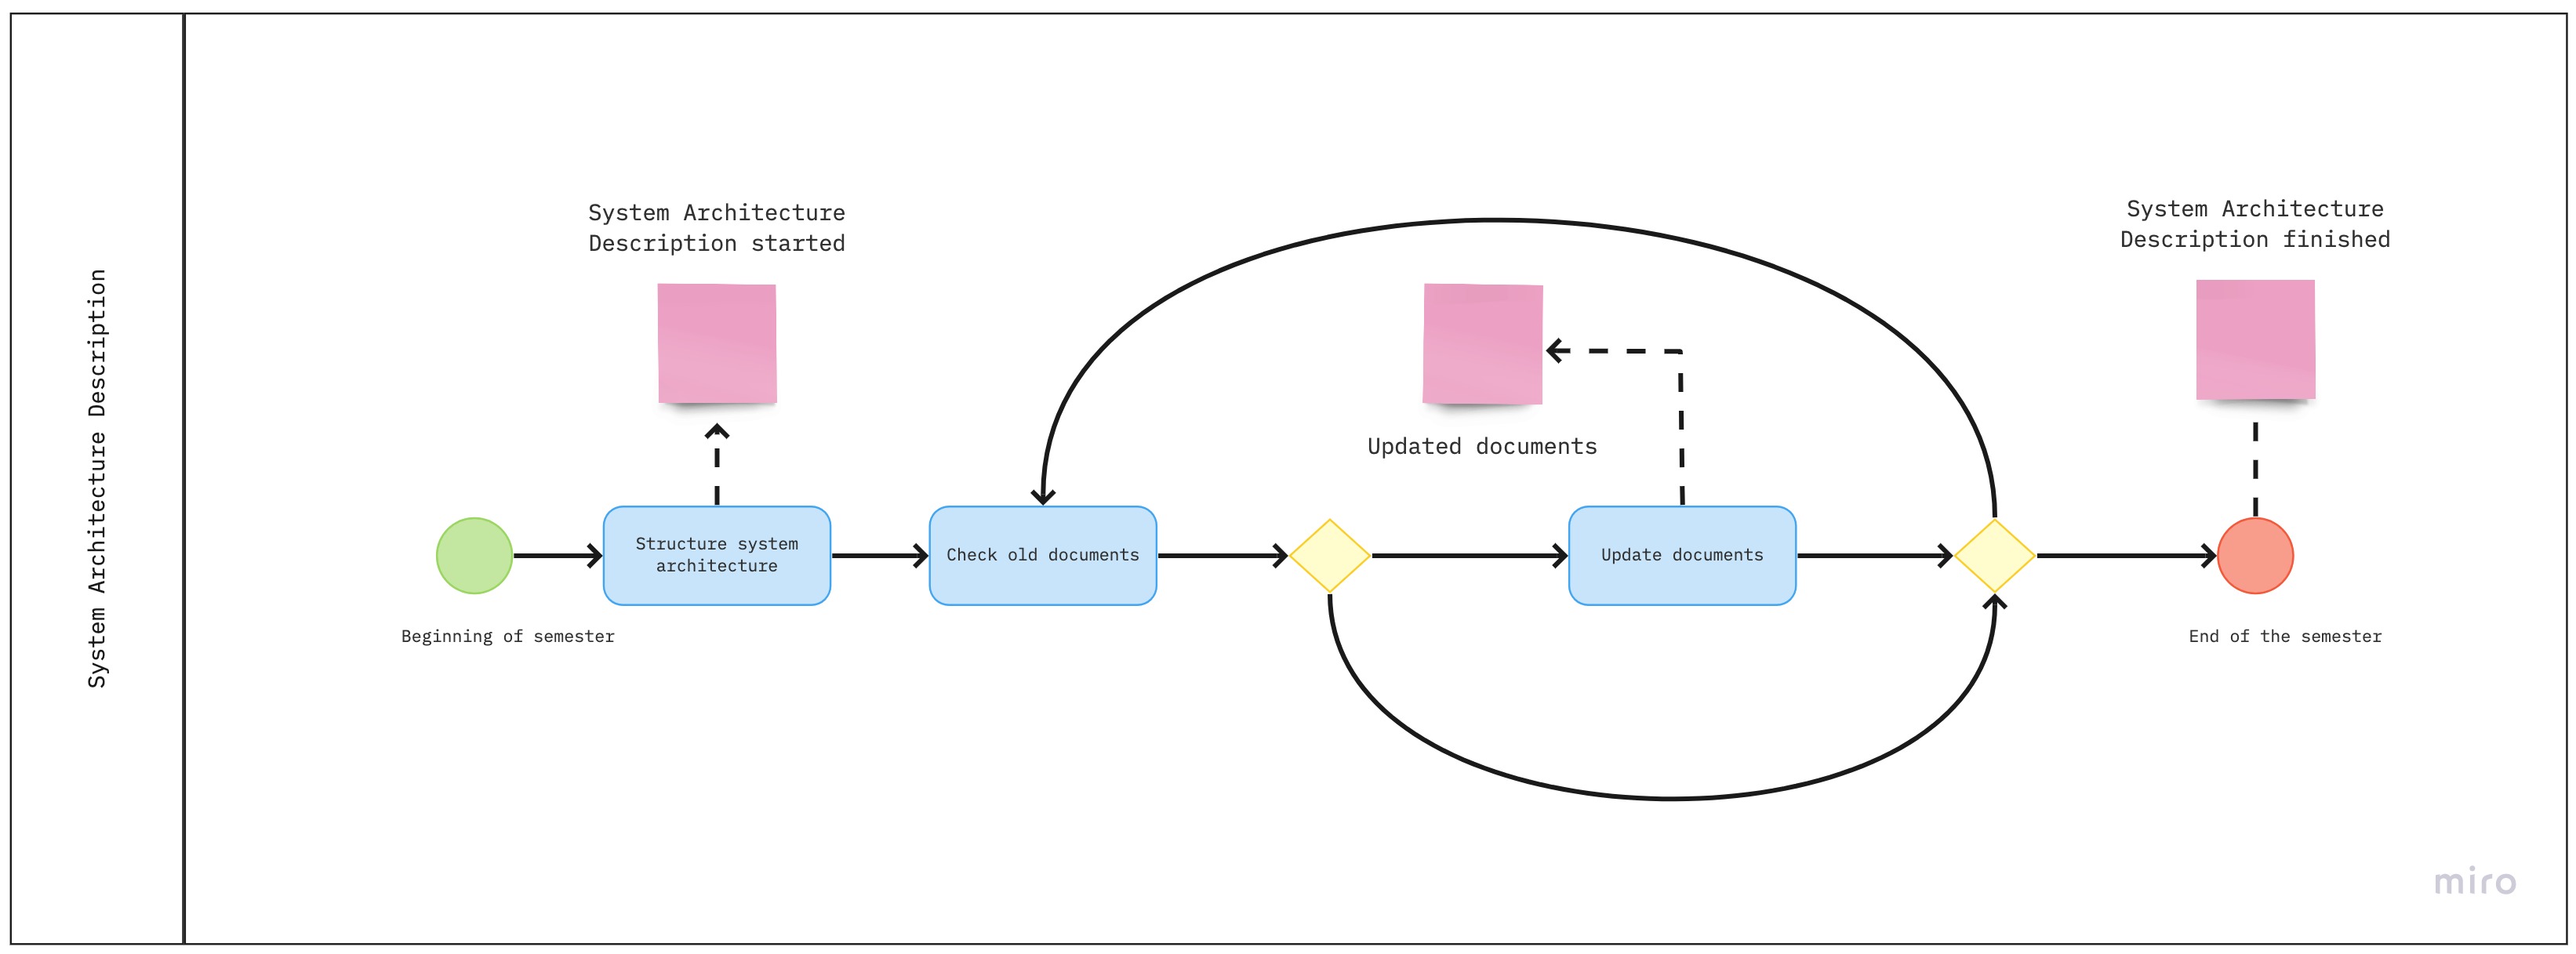 System Architecture Description
System Architecture
Description started
System Architecture
Description finished
Updated documents
Structure system
architecture
Check old documents
Update documents
Beginning of semester
End of the semester
miro